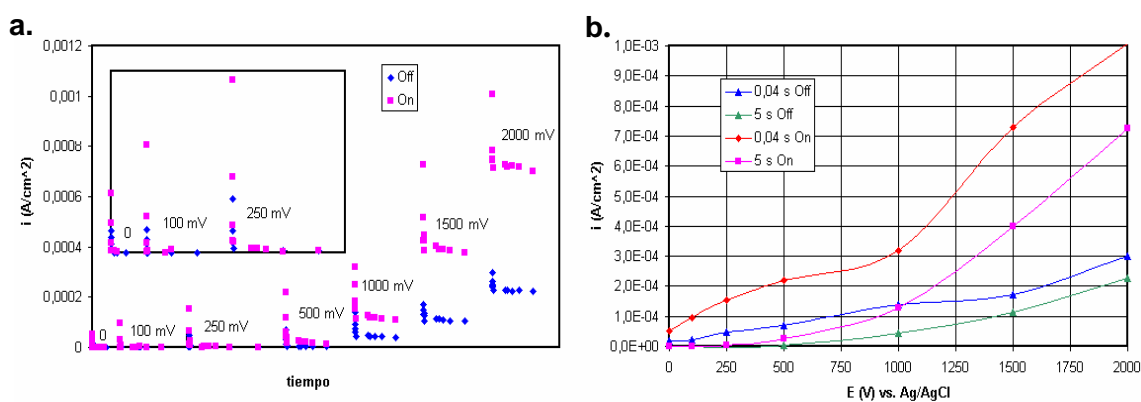 a.
0,0012
0,001
0,0008
0,0006
0,0004
0,0002
0
i (A/cm^2)
Off
On
0
100 mV
250 mV
0
100 mV
250 mV
500 mV
1000 mV
1500 mV
2000 mV
tiempo
b.
1,0E-03
9,0E-04
8,0E-04
7,0E-04
6,0E-04
5,0E-04
4,0E-04
3,0E-04
2,0E-04
1,0E-04
0,0E+00
i (A/cm^2)
0,04 s Off
5 s Off
0,04 s On
5 s On
0 250 500 750 1000 1250 1500 1750 2000
E (V) vs. Ag/AgCl